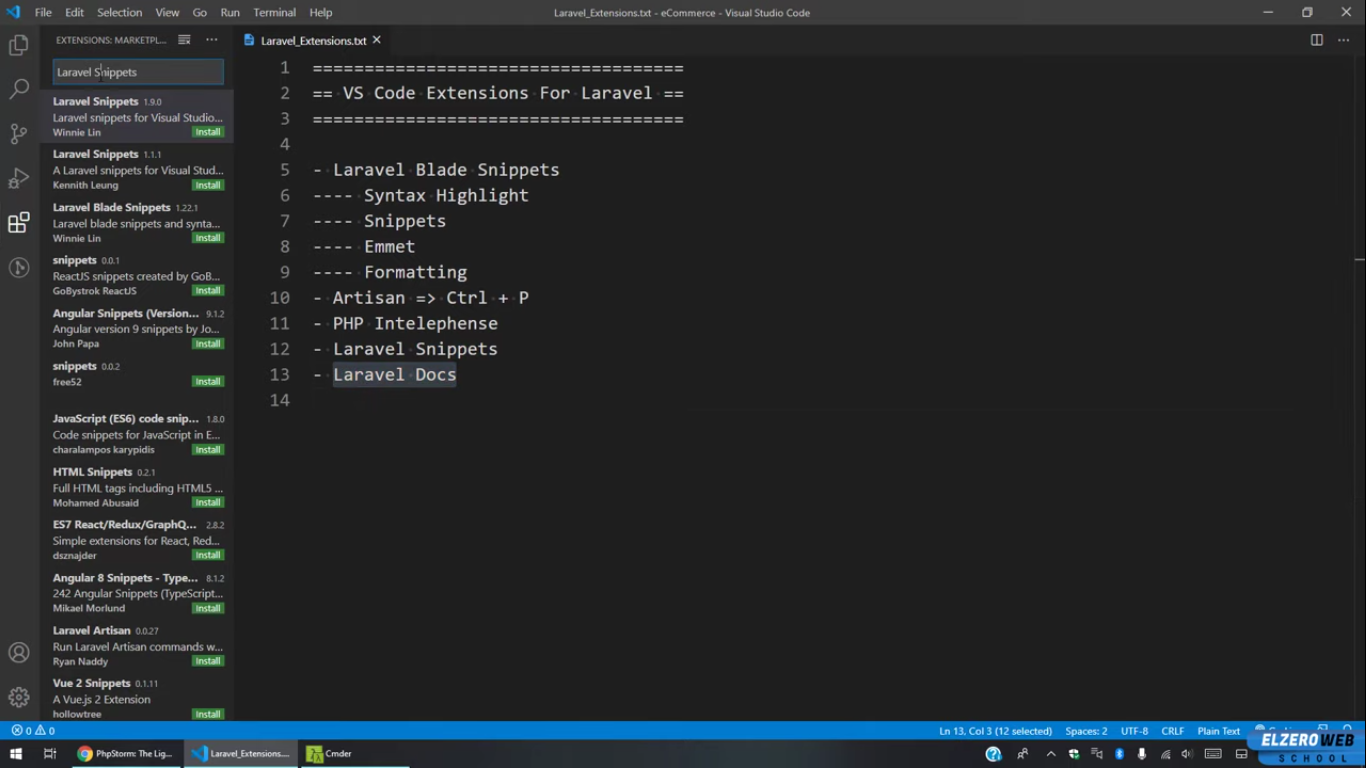 File Edit Selection View Go Run Terminal Help
Laravel_Extensions.txt - eCommerce - Visual Studio Code
EXTENSIONS: MARKETPL...
Laravel Snippets
Laravel Snippets 1.9.0
Laravel snippets for Visual Studio...
Winnie Lin Install
Laravel Snippets 1.1.1
A Laravel snippets for Visual Stud...
Kennith Leung Install
Laravel Blade Snippets 1.22.1
Laravel blade snippets and synta...
Winnie Lin Install
snippets 0.0.1
ReactJS snippets created by GoB...
GoBystrok ReactJS Install
Angular Snippets (Version... 9.1.2
Angular version 9 snippets by Jo...
John Papa Install
snippets 0.0.2
free52 Install
JavaScript (ES6) code snip... 1.8.0
Code snippets for JavaScript in E...
charalampos karypidis Install
HTML Snippets 0.2.1
Full HTML tags including HTML5 ...
Mohamed Abusaid Install
ES7 React/Redux/GraphQ... 2.8.2
Simple extensions for React, Red...
dsznajder Install
Angular 8 Snippets - Type... 8.1.2
242 Angular Snippets (TypeScript...
Mikael Morlund Install
Laravel Artisan 0.0.27
Run Laravel Artisan commands w...
Ryan Naddy Install
Vue 2 Snippets 0.1.11
A Vue.js 2 Extension
hollowtree Install
Laravel_Extensions.txt
1 ====================================
2 == VS Code Extensions For Laravel ==
3 ====================================
4
5 - Laravel Blade Snippets
6 ---- Syntax Highlight
7 ---- Snippets
8 ---- Emmet
9 ---- Formatting
10 - Artisan => Ctrl + P
11 - PHP Intelephense
12 - Laravel Snippets
13 - Laravel Docs
14
0 0
Ln 13, Col 3 (12 selected) Spaces: 2 UTF-8 CRLF Plain Text
PhpStorm: The Lig...
Laravel_Extensions....
Cmder
ELZEROWEB
SCHOOL